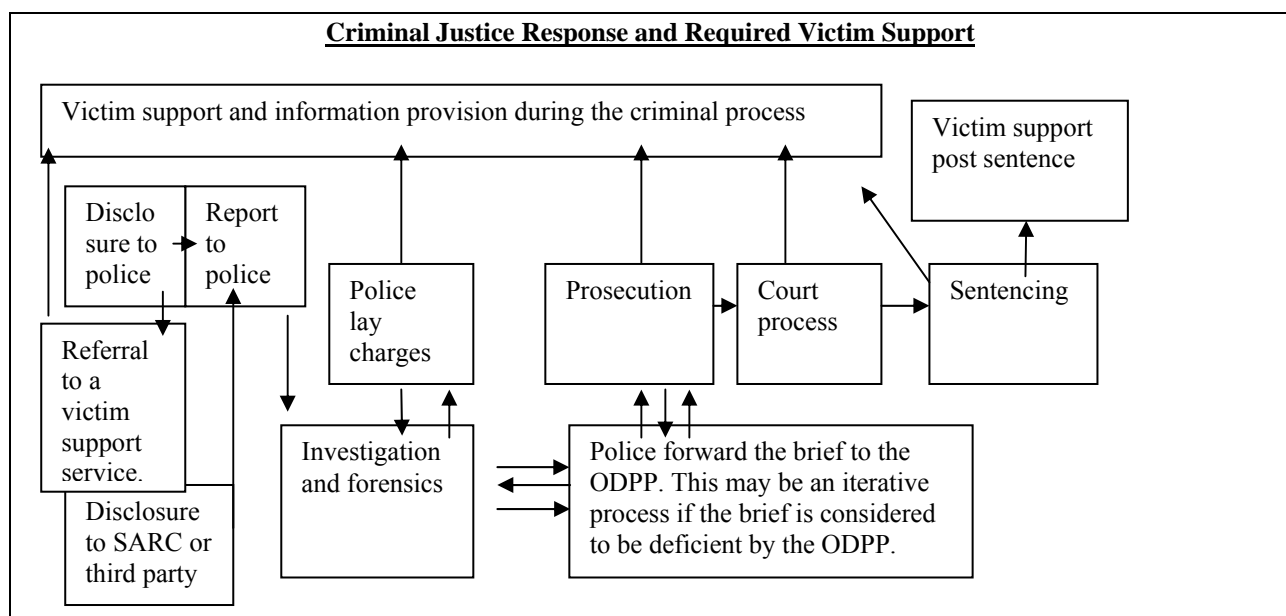 Criminal Justice Response and Required Victim Support
Victim support and information provision during the criminal process
Victim support
post sentence
Disclo
sure to
police
Report
to
police
Police
lay
charges
Prosecution
Court
process
Sentencing
Referral
to a
victim
support
service.
Investigation
and forensics
Police forward the brief to the
ODPP. This may be an iterative
process if the brief is considered
to be deficient by the ODPP.
Disclosure
to SARC or
third party